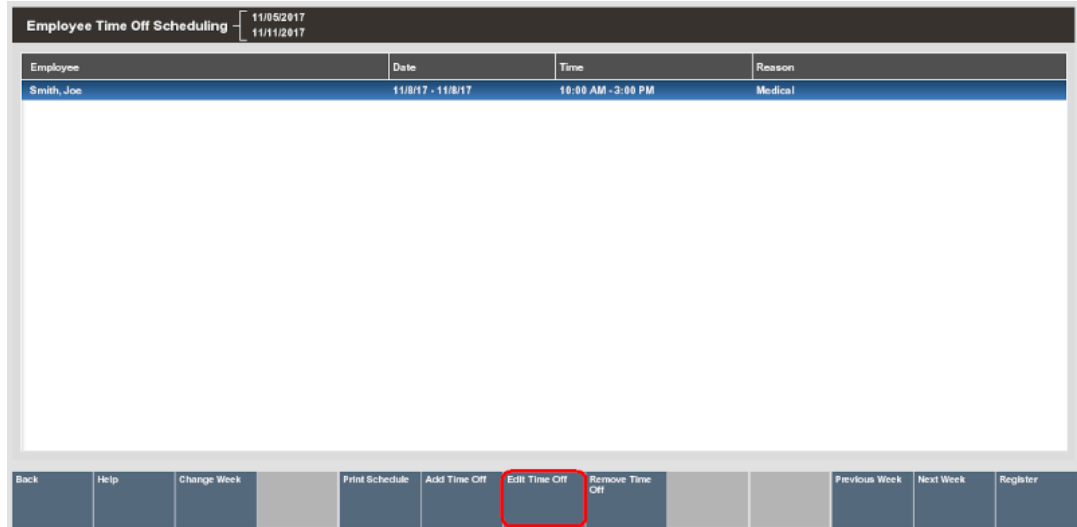 Employee Time Off Scheduling
11/05/2017
11/11/2017
Employee Date Time Reason
Smith, Joe 11/8/17 - 11/8/17 10:00 AM - 3:00 PM Medical
Back Help Change Week Print Schedule Add Time Off Edit Time Off Remove Time Previous Week Next Week Register
Off